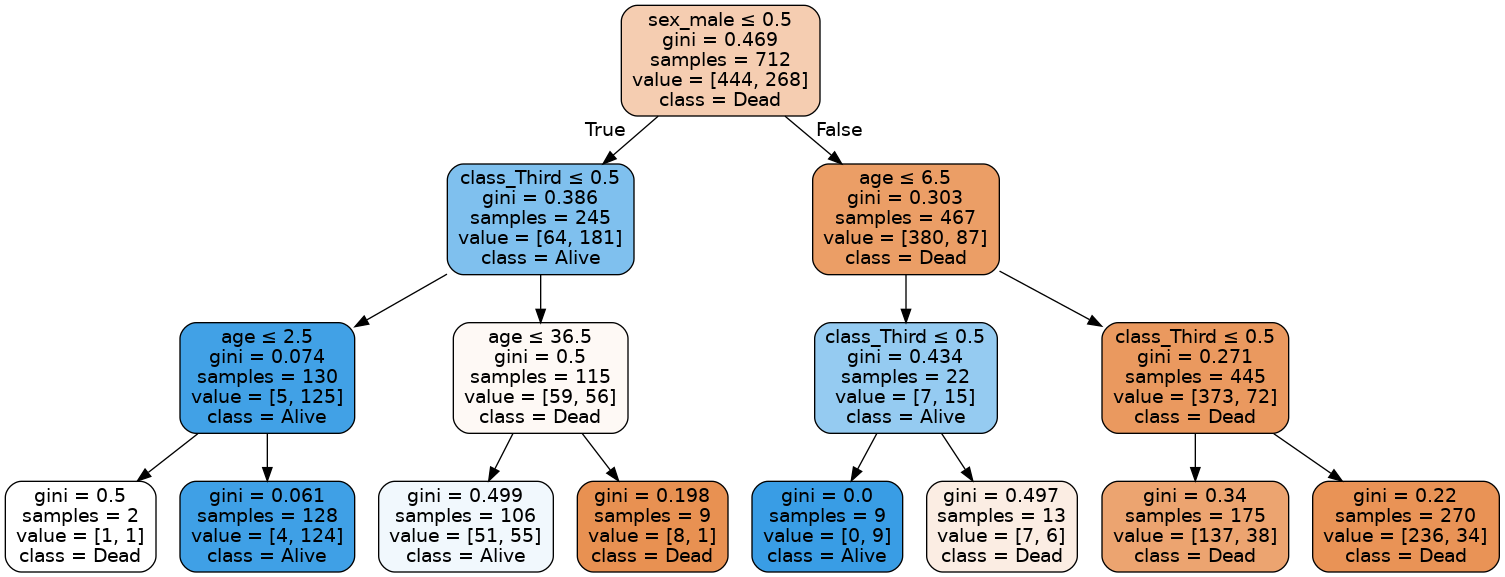 sex_male ≤ 0.5
gini = 0.469
samples = 712
value = [444, 268]
class = Dead
True
False
class_Third ≤ 0.5
gini = 0.386
samples = 245
value = [64, 181]
class = Alive
age ≤ 6.5
gini = 0.303
samples = 467
value = [380, 87]
class = Dead
age ≤ 2.5
gini = 0.074
samples = 130
value = [5, 125]
class = Alive
age ≤ 36.5
gini = 0.5
samples = 115
value = [59, 56]
class = Dead
class_Third ≤ 0.5
gini = 0.434
samples = 22
value = [7, 15]
class = Alive
class_Third ≤ 0.5
gini = 0.271
samples = 445
value = [373, 72]
class = Dead
gini = 0.5
samples = 2
value = [1, 1]
class = Dead
gini = 0.061
samples = 128
value = [4, 124]
class = Alive
gini = 0.499
samples = 106
value = [51, 55]
class = Alive
gini = 0.198
samples = 9
value = [8, 1]
class = Dead
gini = 0.0
samples = 9
value = [0, 9]
class = Alive
gini = 0.497
samples = 13
value = [7, 6]
class = Dead
gini = 0.34
samples = 175
value = [137, 38]
class = Dead
gini = 0.22
samples = 270
value = [236, 34]
class = Dead